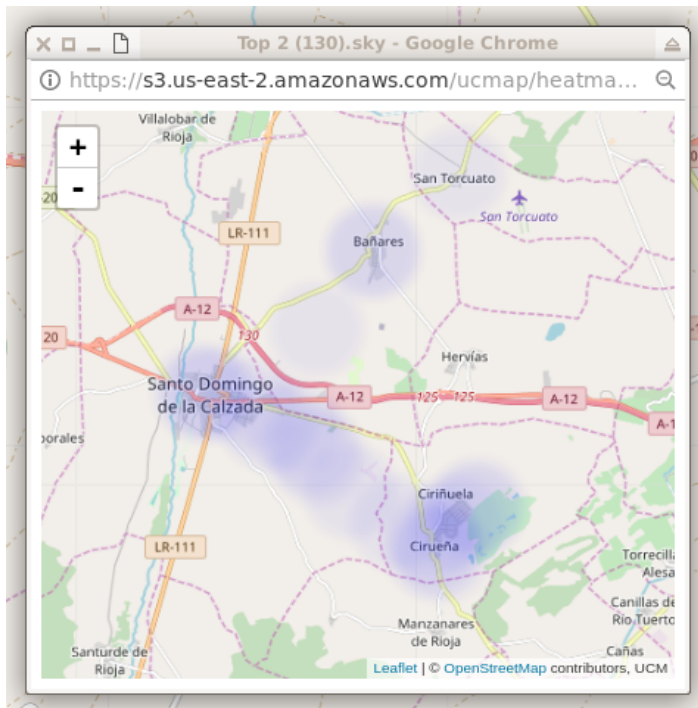 Top 2 (130).sky - Google Chrome
https://s3.us-east-2.amazonaws.com/ucmap/heatma...
+
-
Villalobar de
Rioja
San Torcuato
20
San Torcuato
LR-111
Bañares
A-12
130
20
Hervías
Santo Domingo
de la Calzada
A-12
125
125
A-12
A-1
orales
Ciriñuela
Cirueña
LR-111
Torrecill
Alesa
Canillas de
Río Tuerto
Manzanares
de Rioja
Cañas
Santurde de
Rioja
Leaflet | © OpenStreetMap contributors, UCM